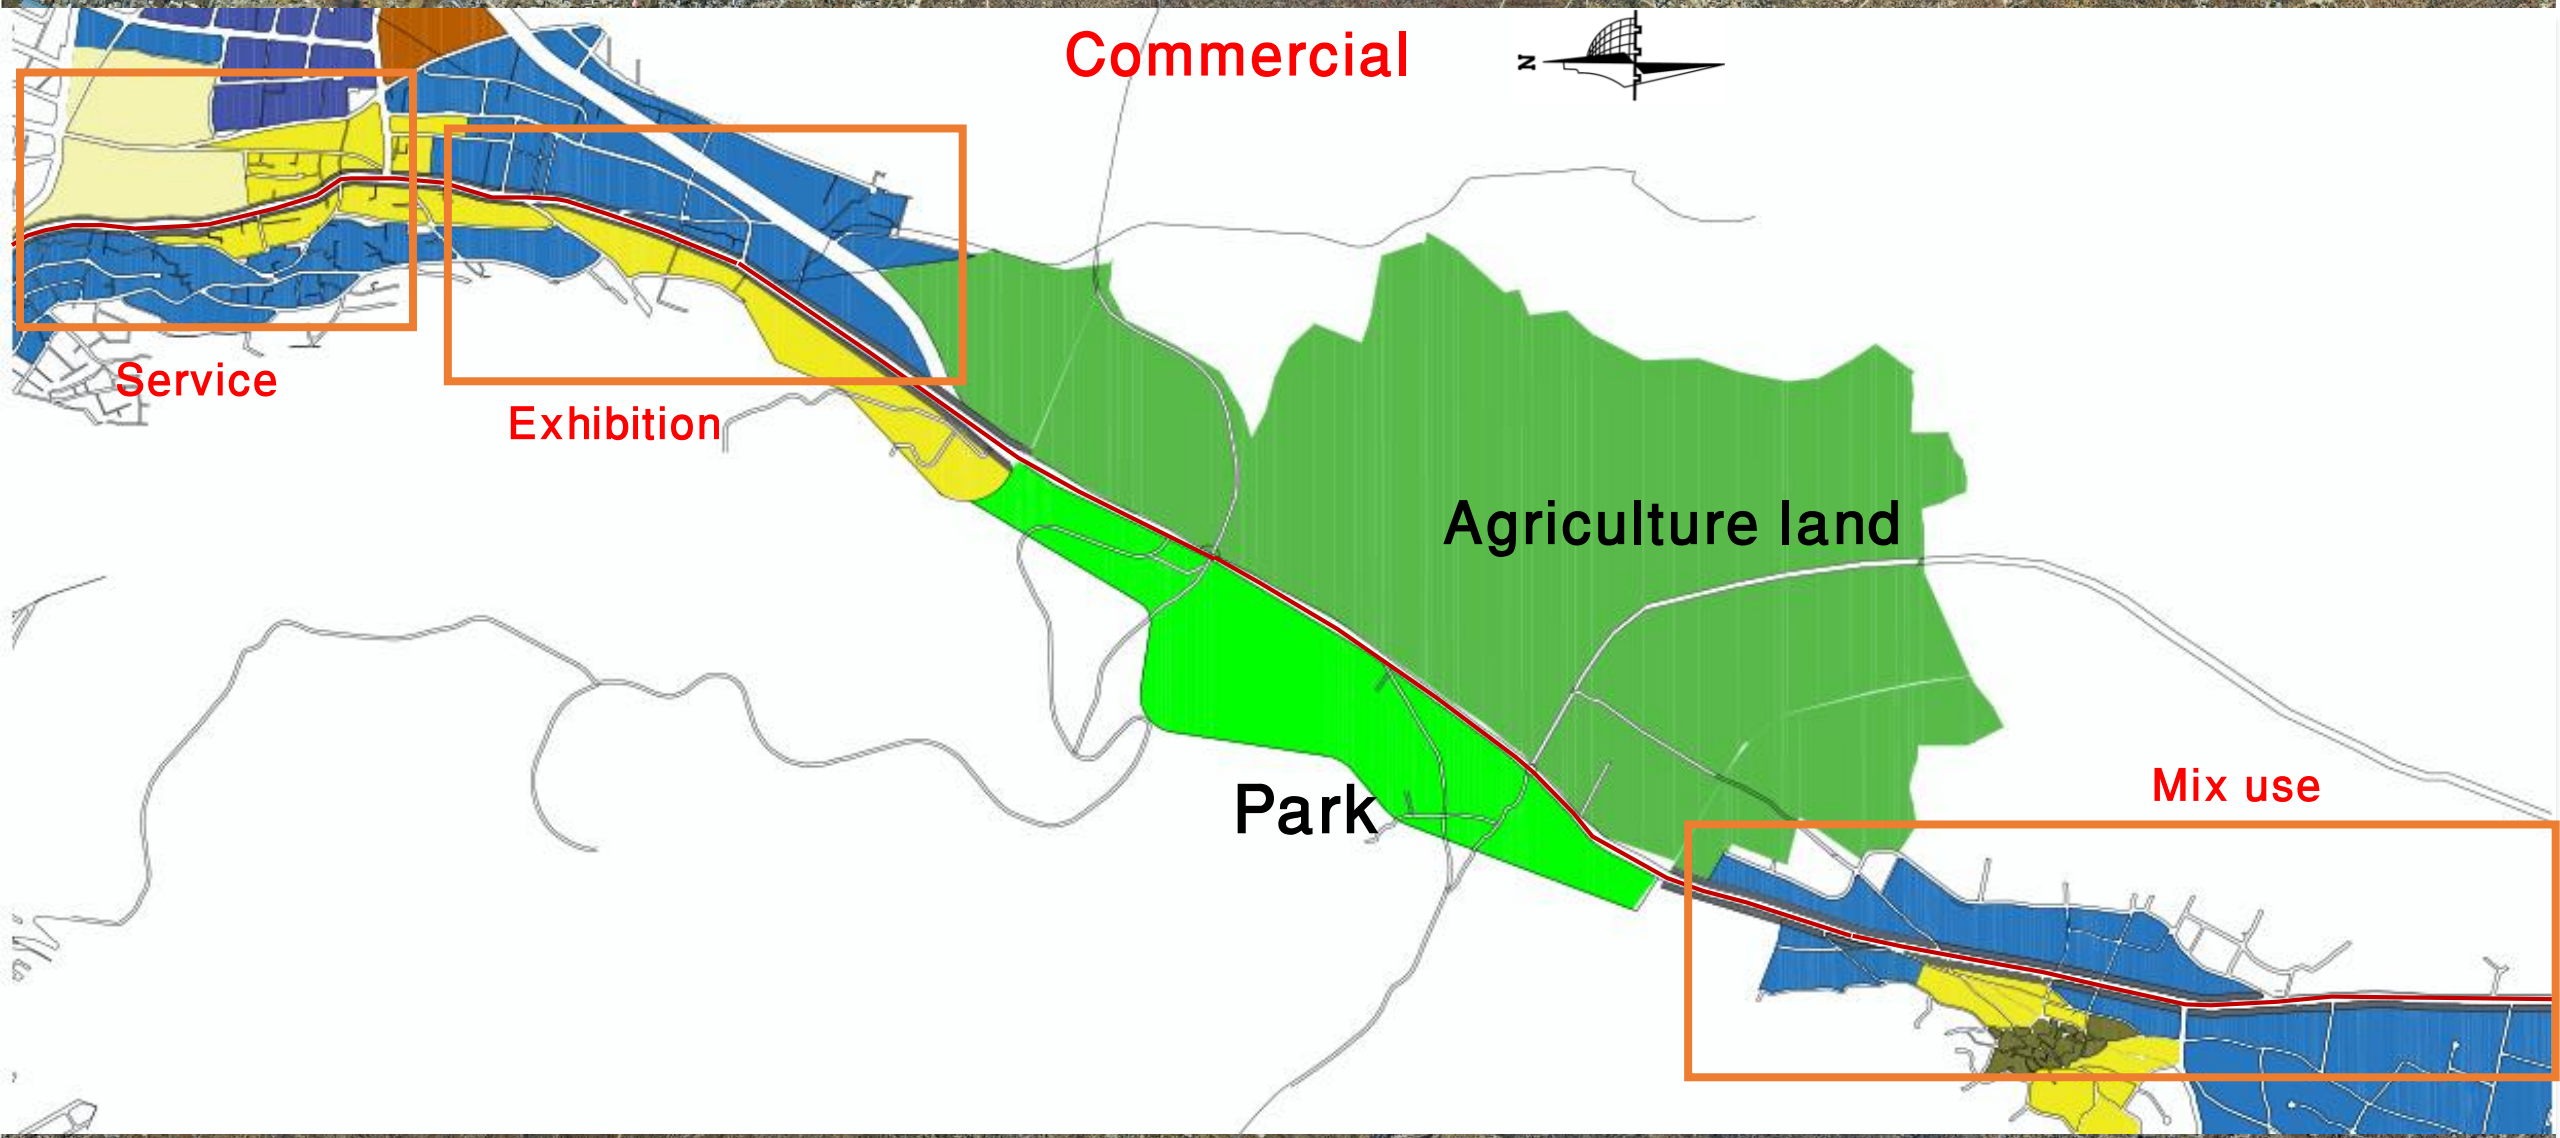 Commercial
N
Service
Exhibition
Agriculture land
Mix use
Park